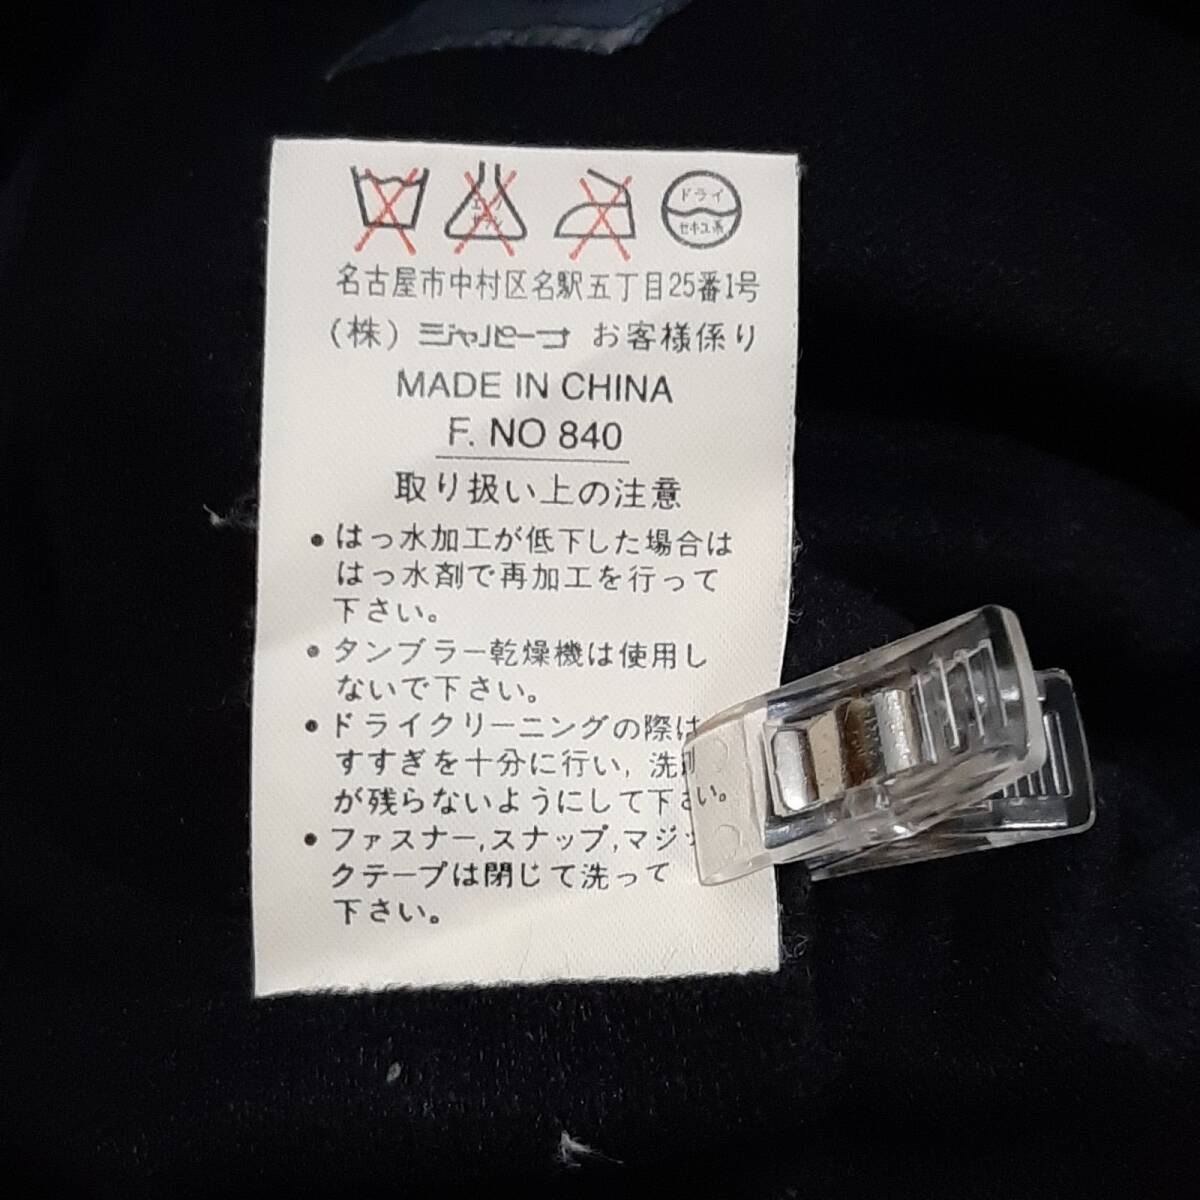 エンソ
サラシ
ドライ
セキユ系
名古屋市中村区名駅五丁目25番1号
(株)ジャパーナ お客様係り
MADE IN CHINA
F. NO 840
取り扱い上の注意
• はっ水加工が低下した場合は
はっ水剤で再加工を行って
下さい。
• タンブラー乾燥機は使用し
ないで下さい。
• ドライクリーニングの際は
すすぎを十分に行い, 洗剤
が残らないようにして下さい。
• ファスナー,スナップ,マジッ
クテープは閉じて洗って
下さい。